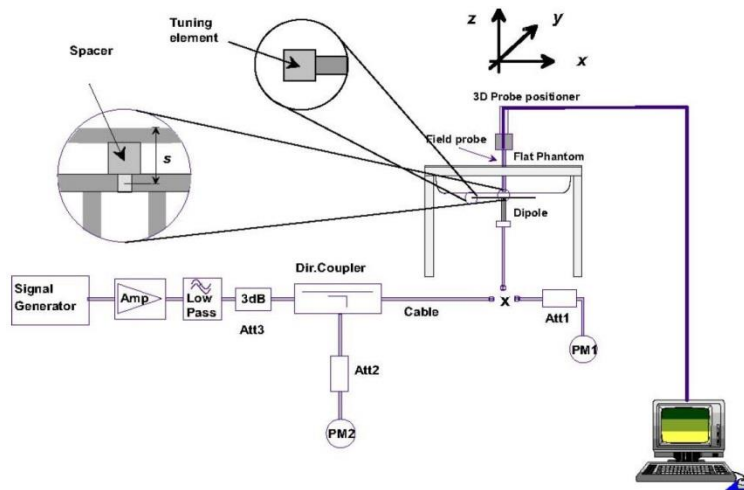 Tuning
element
Spacer
s
z
y
x
3D Probe positioner
Field probe
Flat Phantom
Dipole
Dir.Coupler
Signal
Generator
Amp
Low
Pass
3dB
Att3
Cable
x
Att1
PM1
Att2
PM2